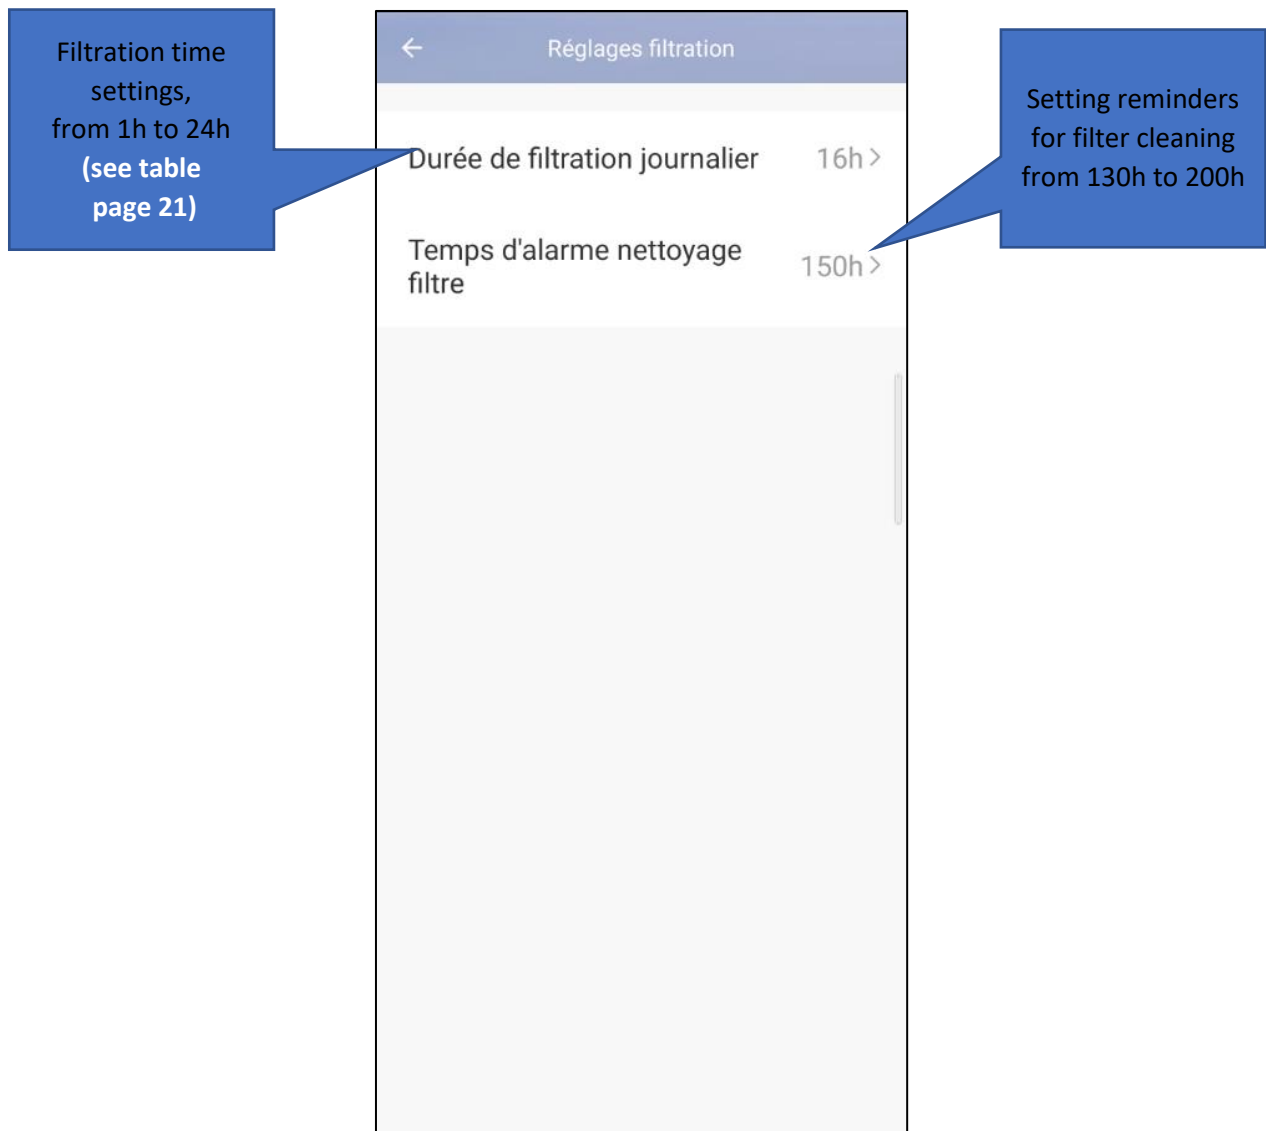 Filtration time
settings,
from 1h to 24h
(see table
page 21)
Réglages filtration
Durée de filtration journalier 16h
Temps d'alarme nettoyage
filtre
150h
Setting reminders
for filter cleaning
from 130h to 200h